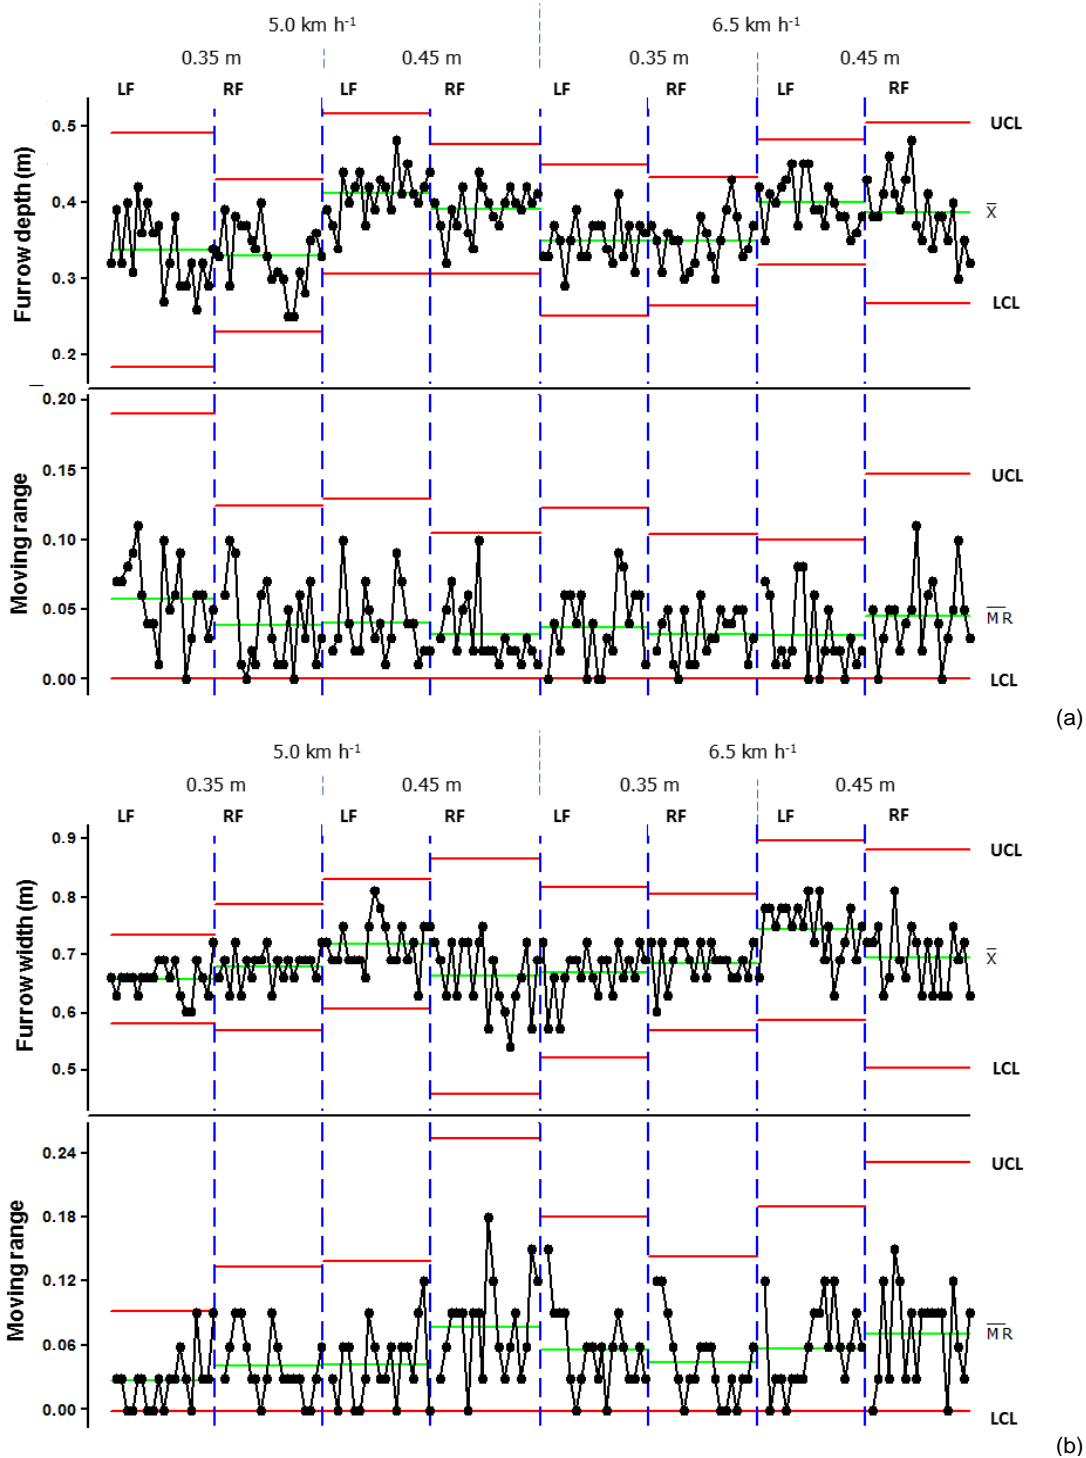 5.0 km h-1 6.5 km h-1
0.35 m 0.45 m 0.35 m 0.45 m
LF RF LF RF LF RF LF RF
Furrow depth (m)
0.5
0.4
0.3
0.2
UCL
X̅
LCL
Moving range
0.20
0.15
0.10
0.05
0.00
UCL
M̅R̅
LCL
(a)
5.0 km h-1 6.5 km h-1
0.35 m 0.45 m 0.35 m 0.45 m
LF RF LF RF LF RF LF RF
Furrow width (m)
0.9
0.8
0.7
0.6
0.5
UCL
X̅
LCL
Moving range
0.24
0.18
0.12
0.06
0.00
UCL
M̅R̅
LCL
(b)